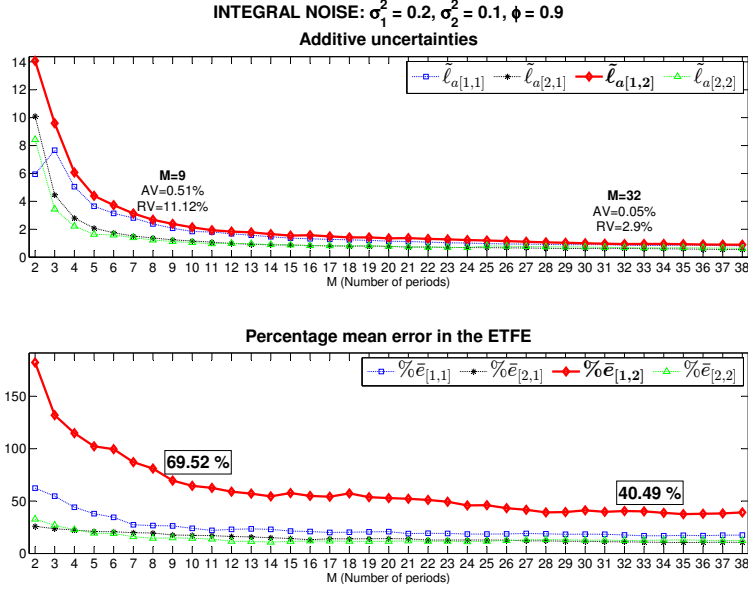 INTEGRAL NOISE: σ₁² = 0.2, σ₂² = 0.1, ϕ = 0.9
Additive uncertainties
ℓ̃ₐ[1,1] ℓ̃ₐ[2,1] ℓ̃ₐ[1,2] ℓ̃ₐ[2,2]
14
12
10
8
6
4
2
0
M=9
AV=0.51%
RV=11.12%
M=32
AV=0.05%
RV=2.9%
2 3 4 5 6 7 8 9 10 11 12 13 14 15 16 17 18 19 20 21 22 23 24 25 26 27 28 29 30 31 32 33 34 35 36 37 38
M (Number of periods)
Percentage mean error in the ETFE
%ē[1,1] %ē[2,1] %ē[1,2] %ē[2,2]
150
100
50
0
69.52 %
40.49 %
2 3 4 5 6 7 8 9 10 11 12 13 14 15 16 17 18 19 20 21 22 23 24 25 26 27 28 29 30 31 32 33 34 35 36 37 38
M (Number of periods)